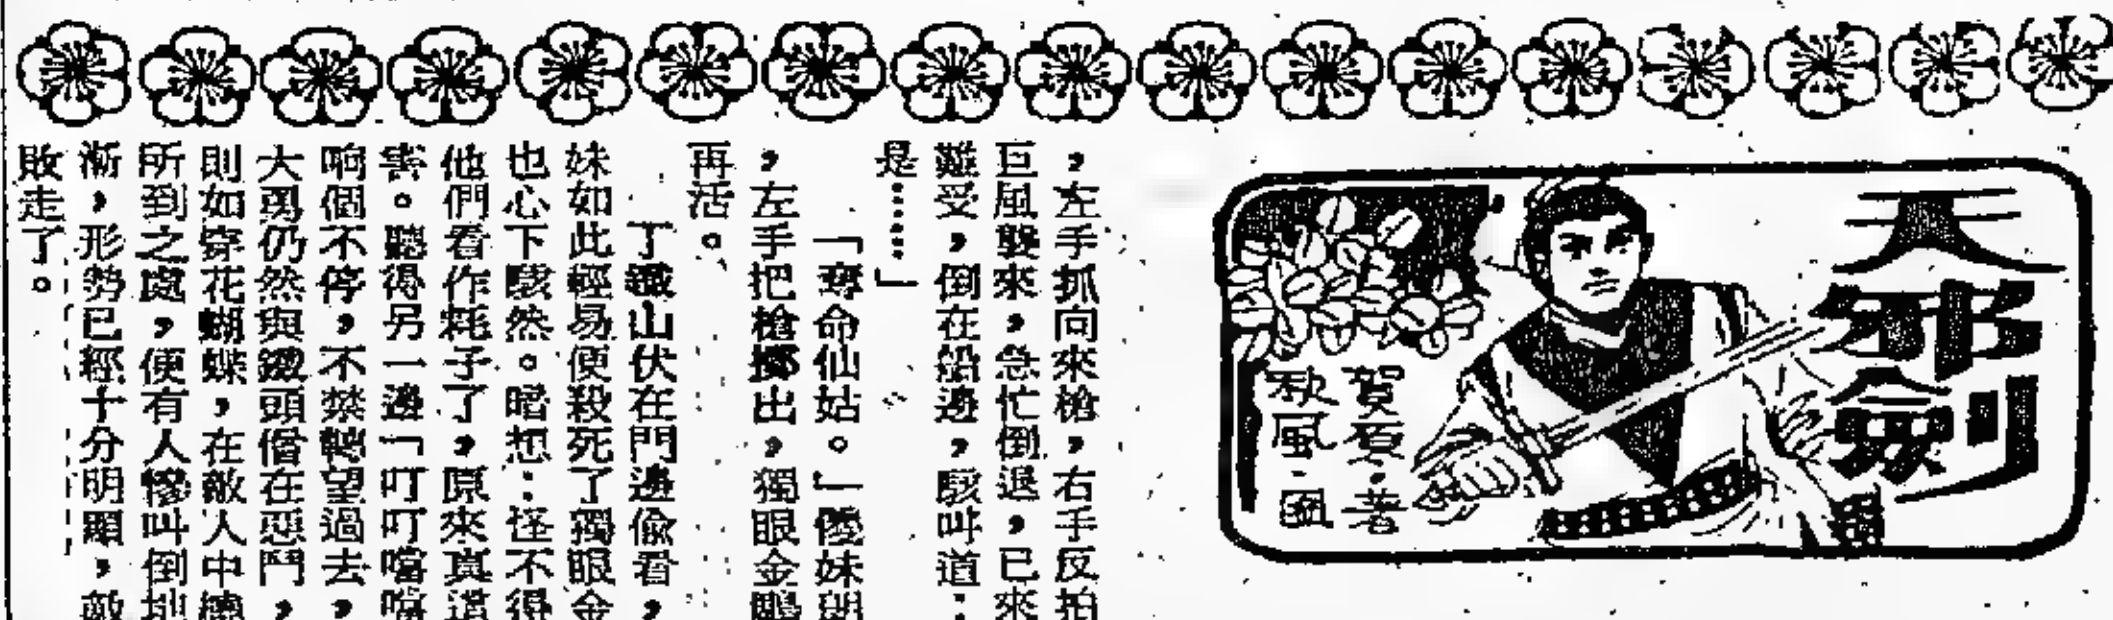 天邪劍
賀夏·著
秋風·圖
，左手抓向來槍，右手反拍
巨風襲來，急忙倒退，已來
難受，倒在船邊，駭叫道：
是……」
「奪命仙姑。」優妹
，左手把槍擲出，獨眼金鵰
再活。
丁鐵山伏在門邊偷看，
妹如此輕易便殺死了獨眼金
也心下駭然。暗想：怪不得
他們看作耗子了，原來真
害。聽得另一邊「叮叮噹噹
响個不停，不禁轉望過去，
大勇仍然與鐵頭僧在惡鬥，
則如穿花蝴蝶，在敵人中
所到之處，便有人慘叫倒地
漸，形勢已經十分明顯，敵
敗走了。